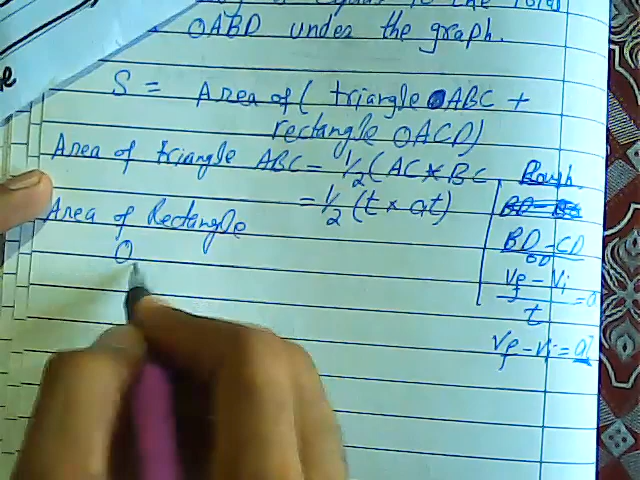 OABD under the graph.
S = Area of ( triangle ABC +
rectangle OACD)
Area of triangle ABC = 1/2 ( AC × BC
= 1/2 (t × at)
Area of Rectangle
O
Rough
BD - CD
OD
vf - vi
t
= a
vf - vi = at